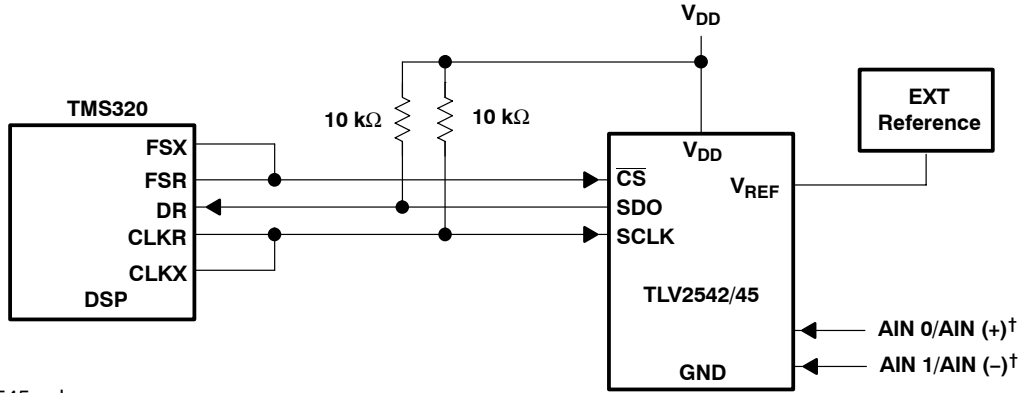 VDD
TMS320
10 kΩ
10 kΩ
EXT
Reference
FSX
FSR
DR
CLKR
CLKX
DSP
VDD
CS
SDO
SCLK
VREF
TLV2542/45
GND
AIN 0/AIN (+)†
AIN 1/AIN (−)†